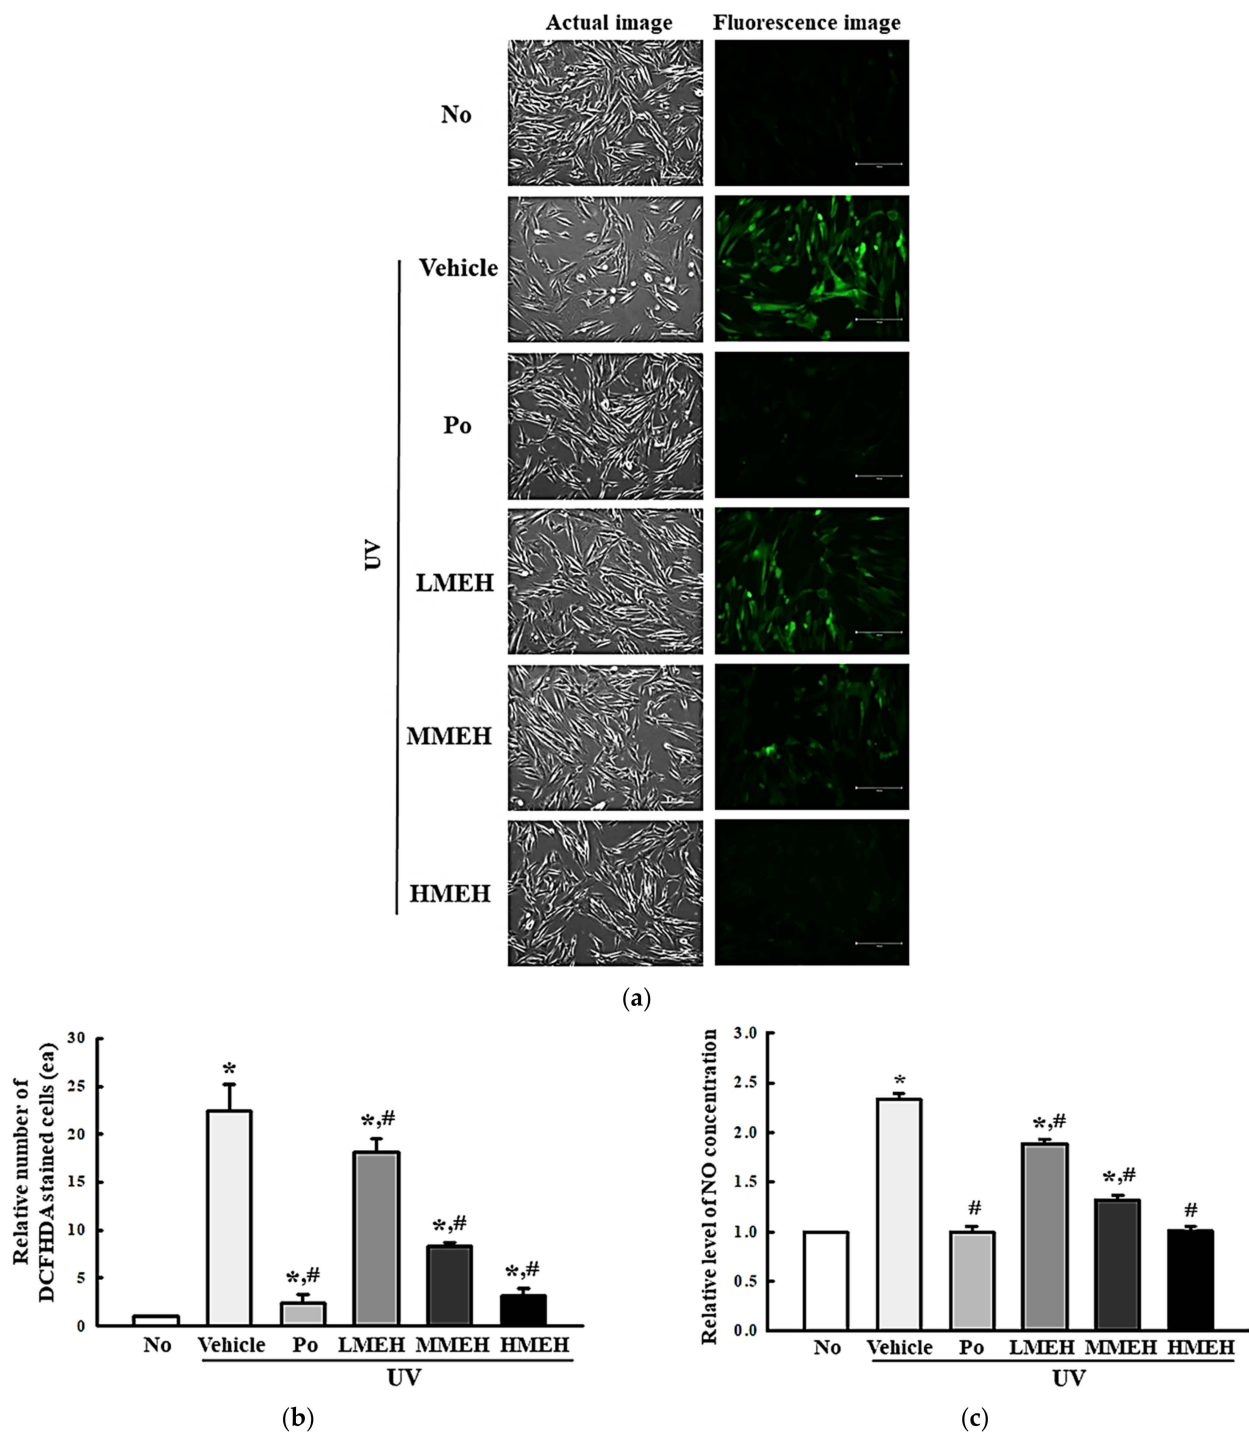 Actual image Fluorescence image
No
Vehicle
Po
UV
LMEH
MMEH
HMEH
(a)
Relative number of
DCFHDAstained cells (ea)
30
25
20
15
10
5
0
*
*,#
*,#
*,#
*,#
No Vehicle Po LMEH MMEH HMEH
UV
(b)
Relative level of NO concentration
3.0
2.5
2.0
1.5
1.0
0.5
0.0
*
#
*,#
*,#
#
No Vehicle Po LMEH MMEH HMEH
UV
(c)